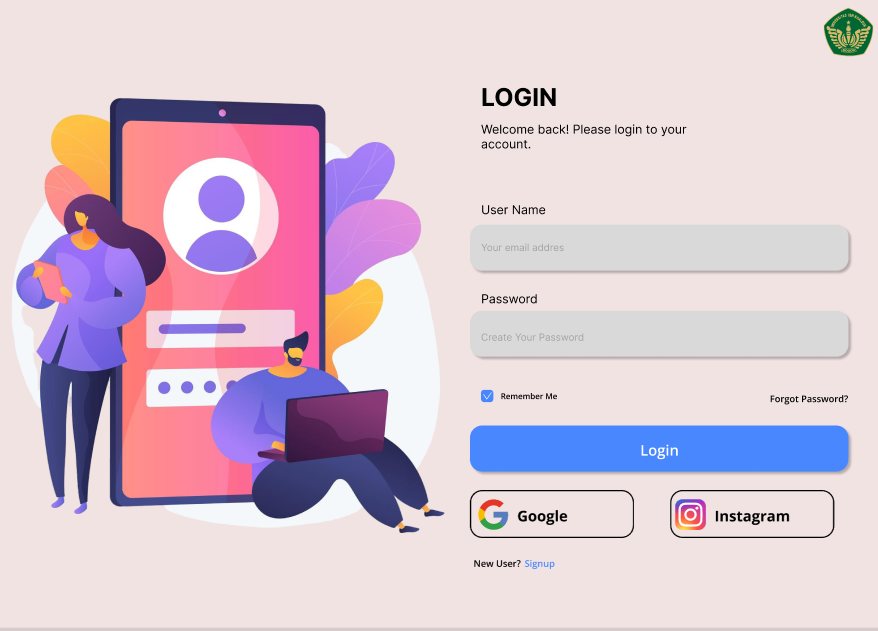 LOGIN
Welcome back! Please login to your
account.
User Name
Your email addres
Password
Create Your Password
Remember Me
Forgot Password?
Login
Google
Instagram
New User? Signup